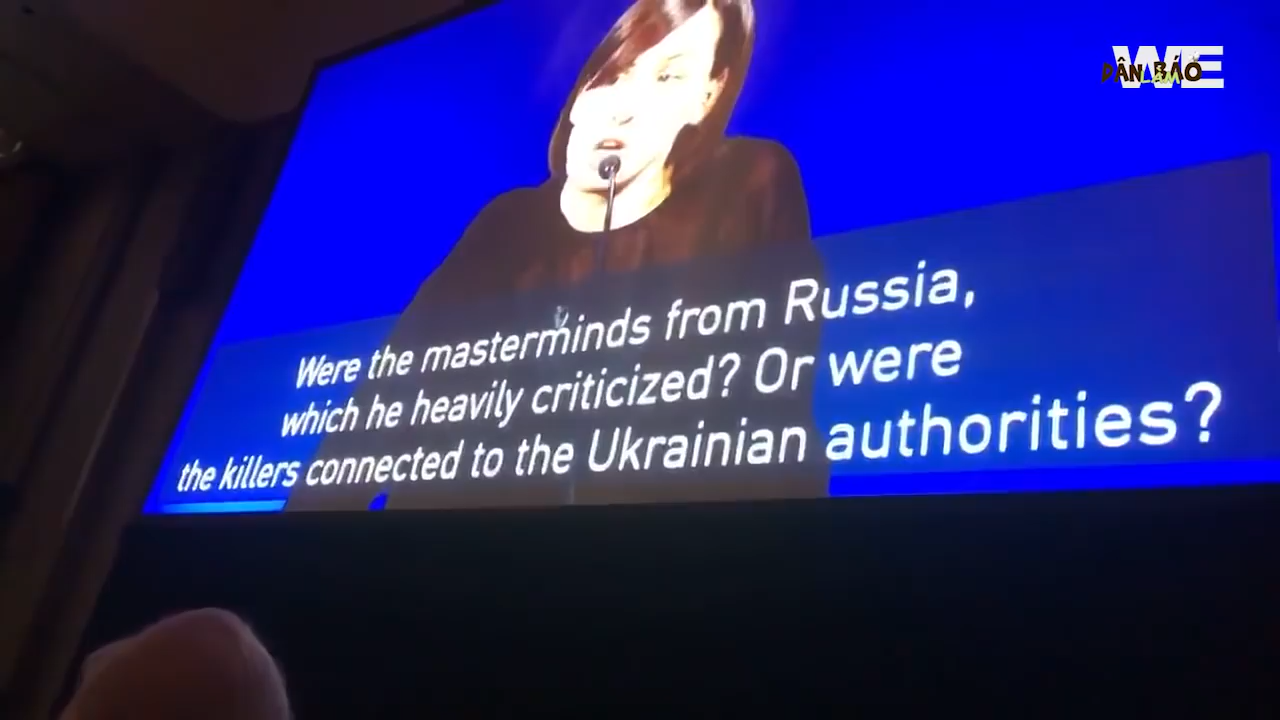 WE
DÂN LÀM BÁO
Were the masterminds from Russia,
which he heavily criticized? Or were
the killers connected to the Ukrainian authorities?